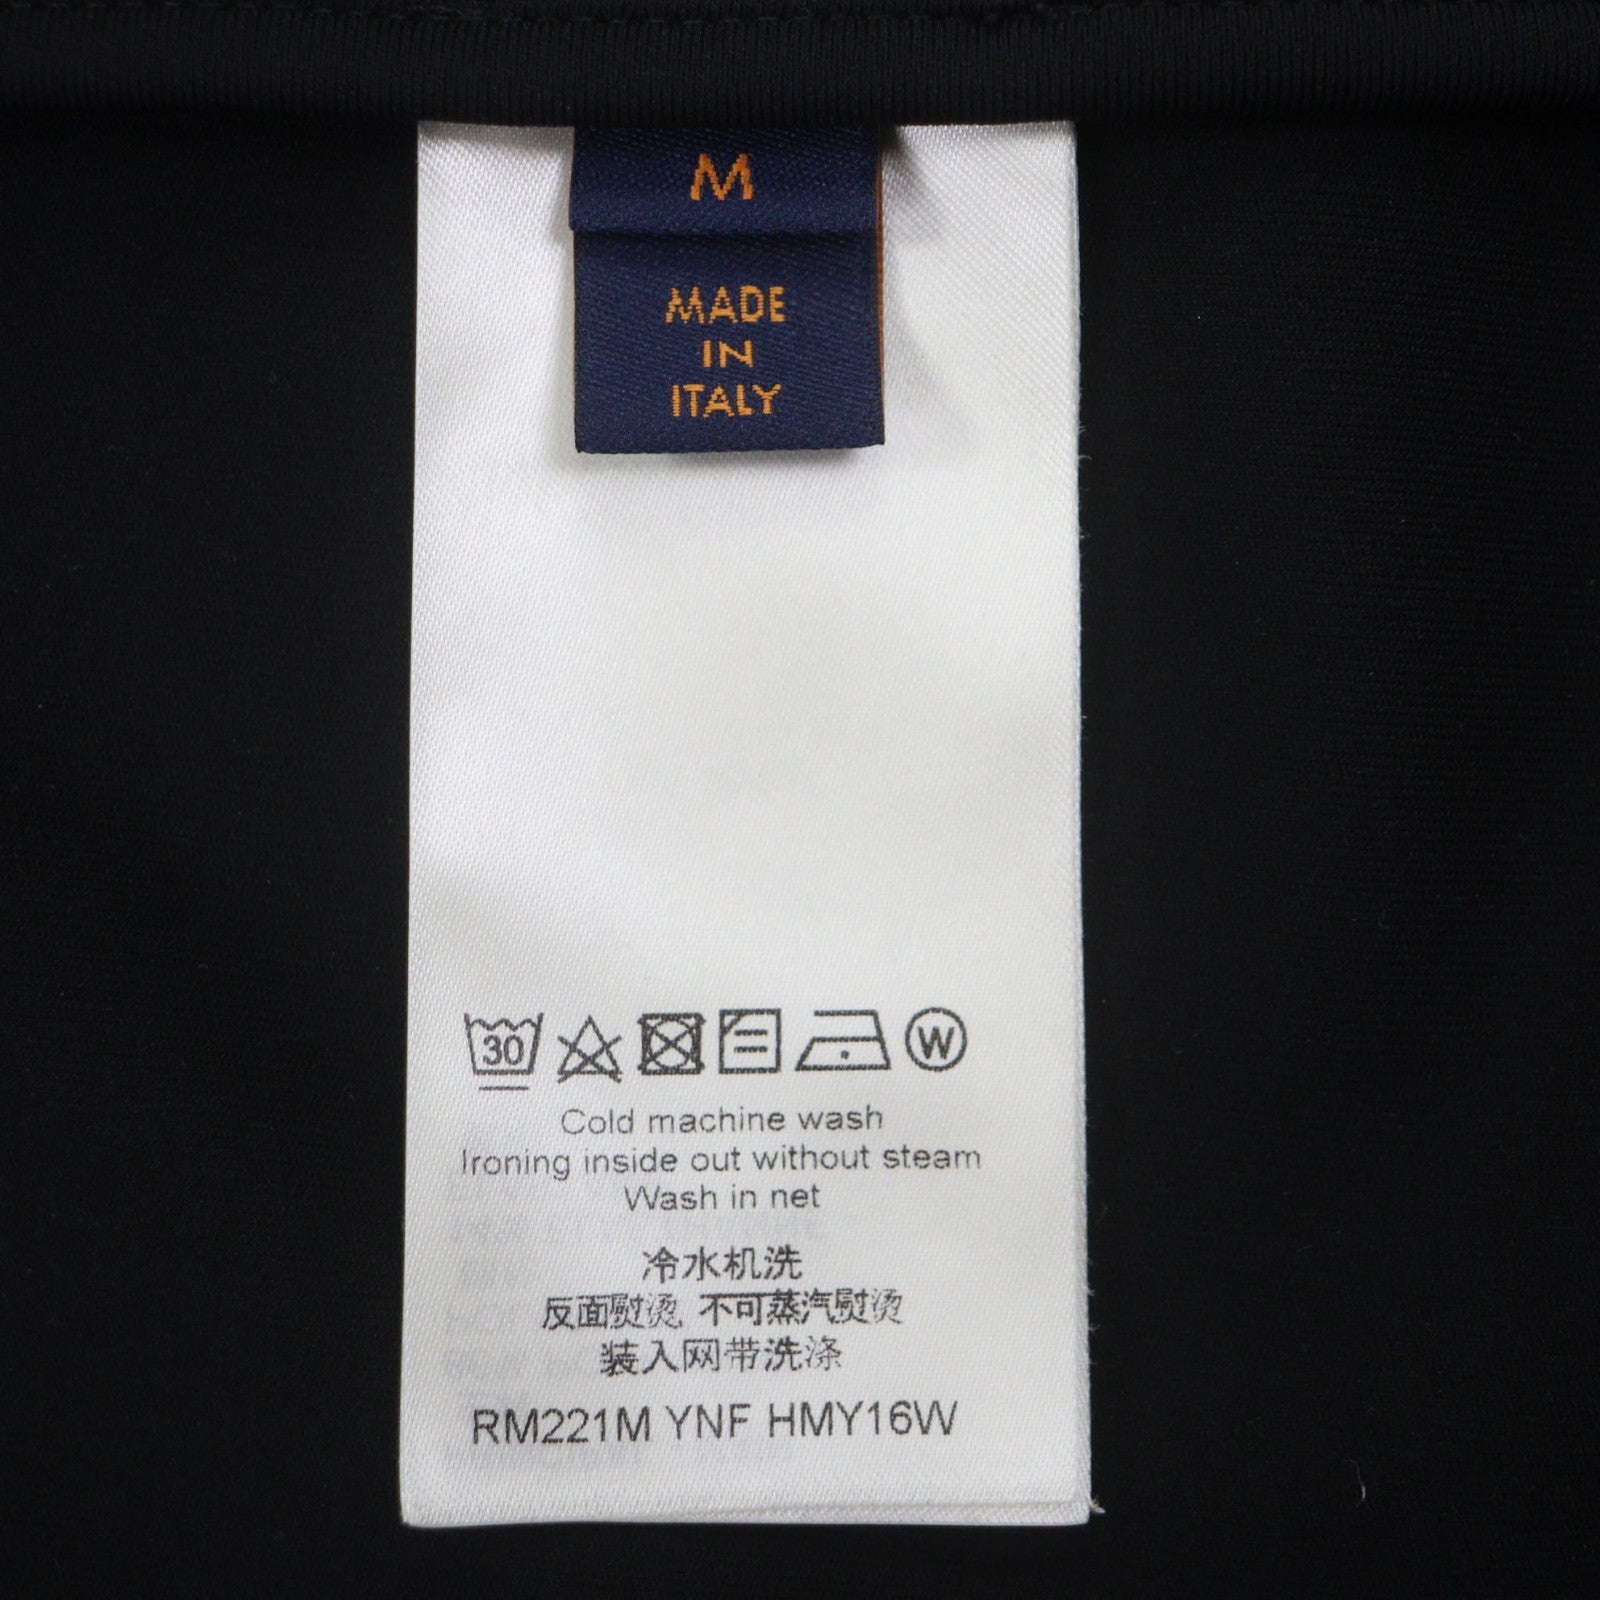 M
MADE
IN
ITALY
30 W
Cold machine wash
Ironing inside out without steam
Wash in net
冷水机洗
反面熨烫, 不可蒸汽熨烫
装入网带洗涤
RM221M YNF HMY16W